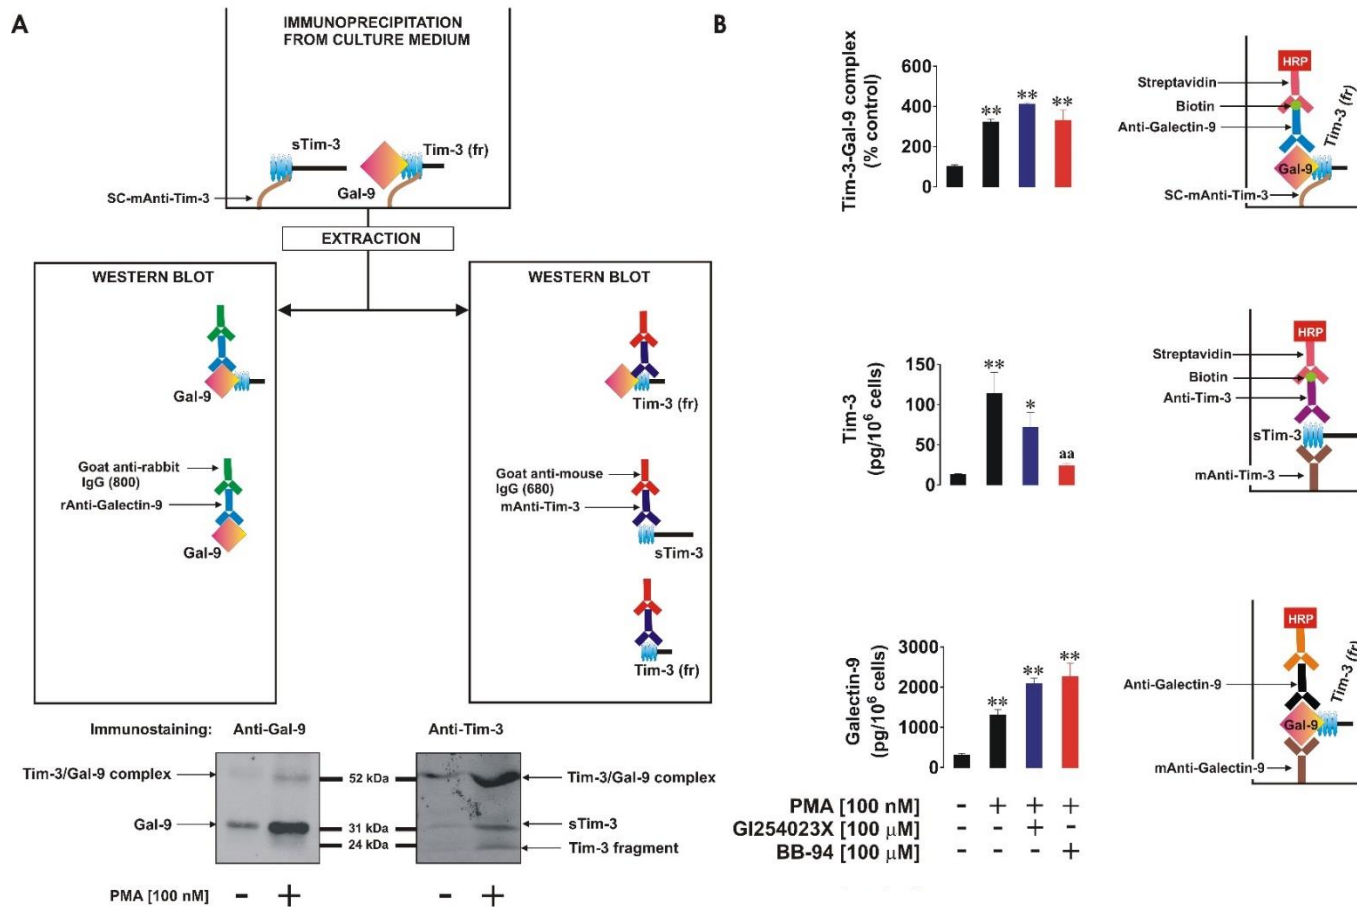 A
IMMUNOPRECIPITATION
FROM CULTURE MEDIUM
sTim-3
Tim-3 (fr)
Gal-9
SC-mAnti-Tim-3
EXTRACTION
WESTERN BLOT
Gal-9
Goat anti-rabbit
IgG (800)
rAnti-Galectin-9
Gal-9
WESTERN BLOT
Tim-3 (fr)
Goat anti-mouse
IgG (680)
mAnti-Tim-3
sTim-3
Tim-3 (fr)
Immunostaining:
Anti-Gal-9
Anti-Tim-3
Tim-3/Gal-9 complex
52 kDa
Tim-3/Gal-9 complex
Gal-9
31 kDa
sTim-3
24 kDa
Tim-3 fragment
PMA [100 nM]
- +
- +
B
Tim-3-Gal-9 complex
(% control)
600
400
200
0
**
**
**
HRP
Streptavidin
Biotin
Anti-Galectin-9
Tim-3 (fr)
Gal-9
SC-mAnti-Tim-3
Tim-3
(pg/10⁶ cells)
150
100
50
0
**
*
aa
HRP
Streptavidin
Biotin
Anti-Tim-3
sTim-3
mAnti-Tim-3
Galectin-9
(pg/10⁶ cells)
3000
2000
1000
0
**
**
**
HRP
Anti-Galectin-9
Tim-3 (fr)
Gal-9
mAnti-Galectin-9
PMA [100 nM] - + + +
GI254023X [100 µM] - - + -
BB-94 [100 µM] - - - +